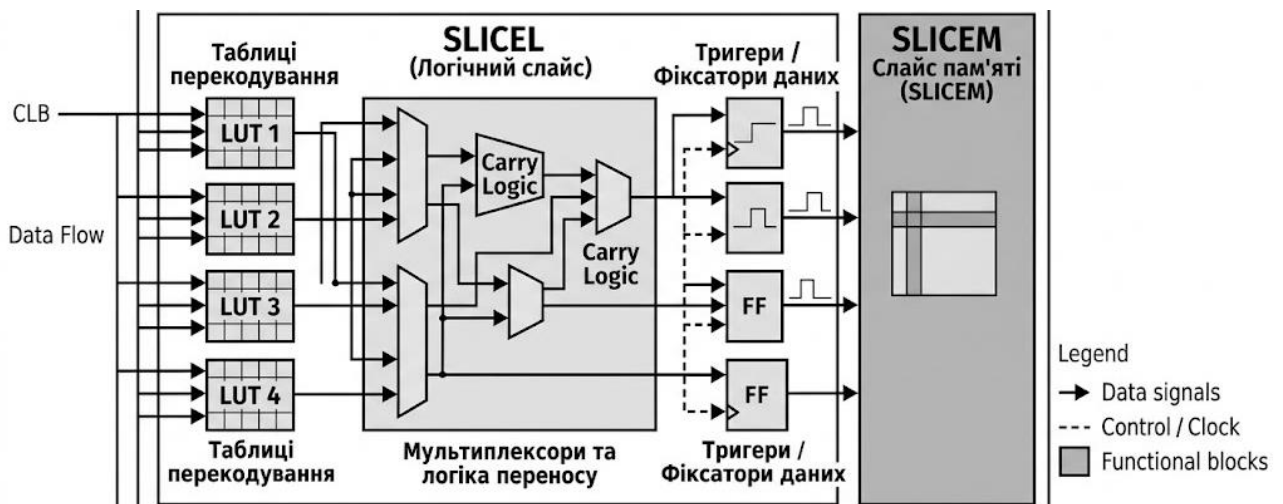 SLICEL
(Логічний слайс)
SLICEM
Слайс пам'яті
(SLICEM)
Таблиці
перекодування
Тригери /
Фіксатори даних
CLB
Data Flow
LUT 1
LUT 2
LUT 3
LUT 4
Carry
Logic
Carry
Logic
FF
FF
Таблиці
перекодування
Мультиплексори та
логіка переносу
Тригери /
Фіксатори даних
Legend
Data signals
Control / Clock
Functional blocks